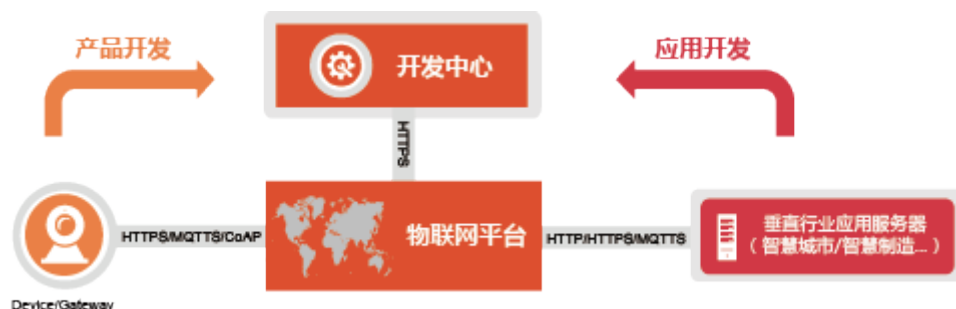 产品开发
开发中心
应用开发
HTTPS
HTTPS/MQTTS/CoAP
物联网平台
HTTP/HTTPS/MQTTS
垂直行业应用服务器
（智慧城市/智慧制造...）
Device/Gateway